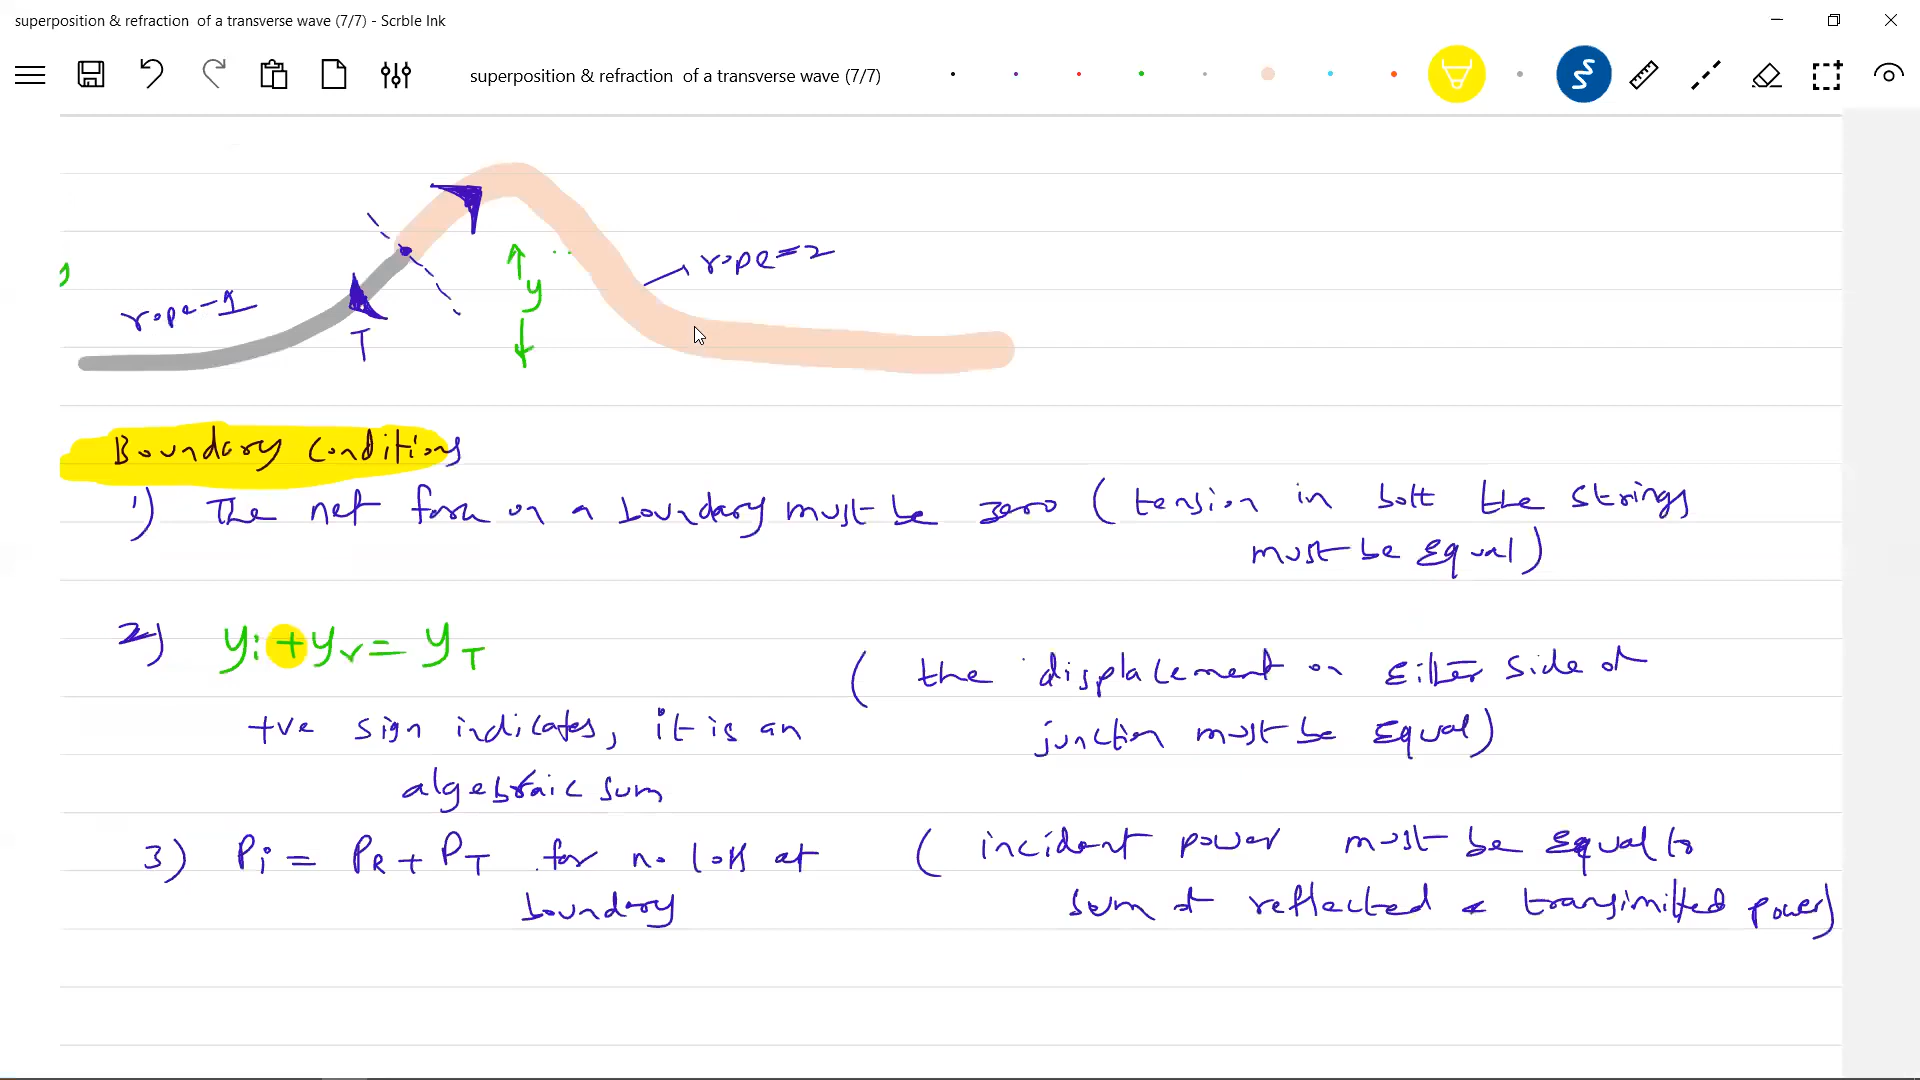 superposition & refraction of a transverse wave (7/7) - Scrble Ink
superposition & refraction of a transverse wave (7/7)
rope-1
T
y
rope=2
Boundary Conditions
1) The net force on a boundary must be zero (tension in both the strings
must be equal)
2) yi + yr = yT
(the displacement on either side of
junction must be equal)
+ve sign indicates, it is an
algebraic sum
3) Pi = PR + PT for no loss at
boundary
(incident power must be equal to
sum of reflected & transimitted power)